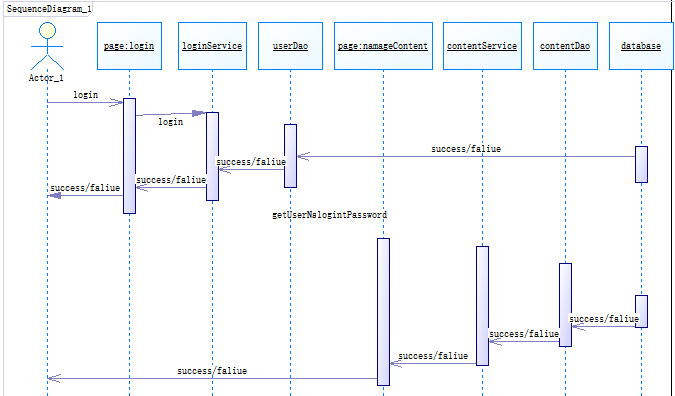 SequenceDiagram_1
page:login
loginService
userDao
page:namageContent
contentService
contentDao
database
Actor_1
login
login
success/faliue
success/faliue
success/faliue
success/faliue
getUserNalogintPassword
success/faliue
success/faliue
success/faliue
success/faliue